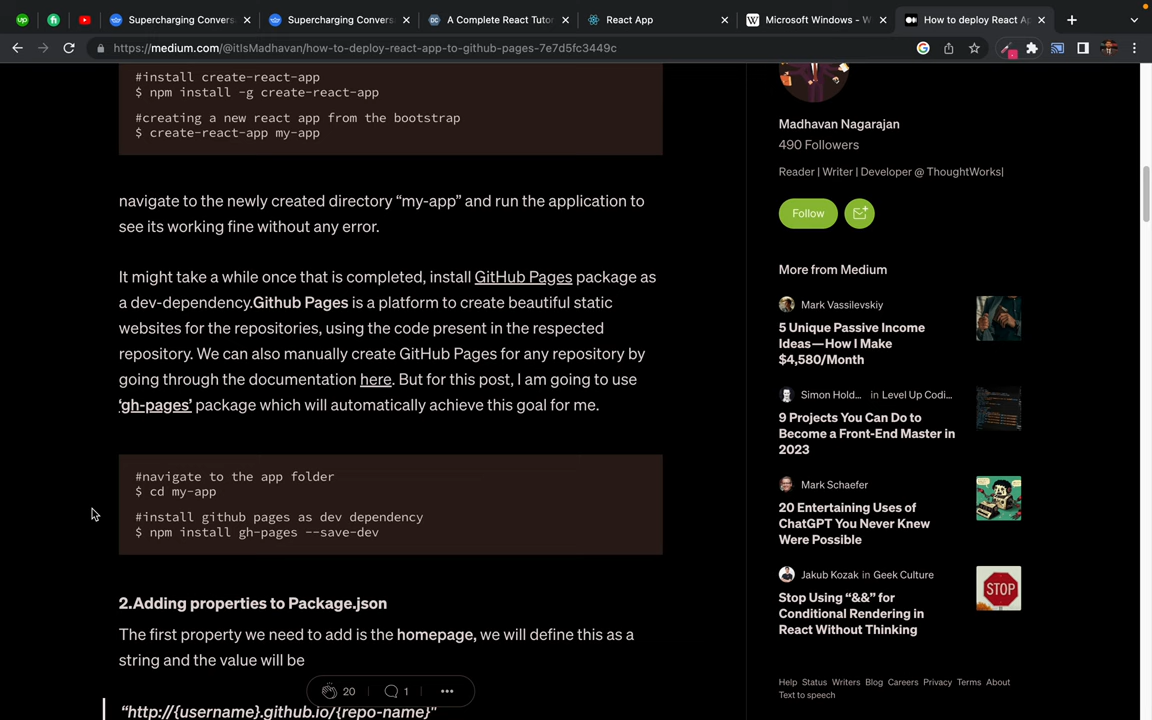 up
fi
Supercharging Convers
Supercharging Convers
DC
A Complete React Tutor
React App
W
Microsoft Windows - W
How to deploy React Ap
https://medium.com/@itIsMadhavan/how-to-deploy-react-app-to-github-pages-7e7d5fc3449c
#install create-react-app
$ npm install -g create-react-app
#creating a new react app from the bootstrap
$ create-react-app my-app
navigate to the newly created directory “my-app” and run the application to
see its working fine without any error.
It might take a while once that is completed, install GitHub Pages package as
a dev-dependency.Github Pages is a platform to create beautiful static
websites for the repositories, using the code present in the respected
repository. We can also manually create GitHub Pages for any repository by
going through the documentation here. But for this post, I am going to use
‘gh-pages’ package which will automatically achieve this goal for me.
#navigate to the app folder
$ cd my-app
#install github pages as dev dependency
$ npm install gh-pages --save-dev
2.Adding properties to Package.json
The first property we need to add is the homepage, we will define this as a
string and the value will be
20
1
“http://{username}.github.io/{repo-name}”
Madhavan Nagarajan
490 Followers
Reader | Writer | Developer @ ThoughtWorks|
Follow
More from Medium
Mark Vassilevskiy
5 Unique Passive Income
Ideas — How I Make
$4,580/Month
Simon Hold... in Level Up Codi...
9 Projects You Can Do to
Become a Front-End Master in
2023
Mark Schaefer
20 Entertaining Uses of
ChatGPT You Never Knew
Were Possible
Jakub Kozak in Geek Culture
Stop Using “&&” for
Conditional Rendering in
React Without Thinking
STOP
Help Status Writers Blog Careers Privacy Terms About
Text to speech